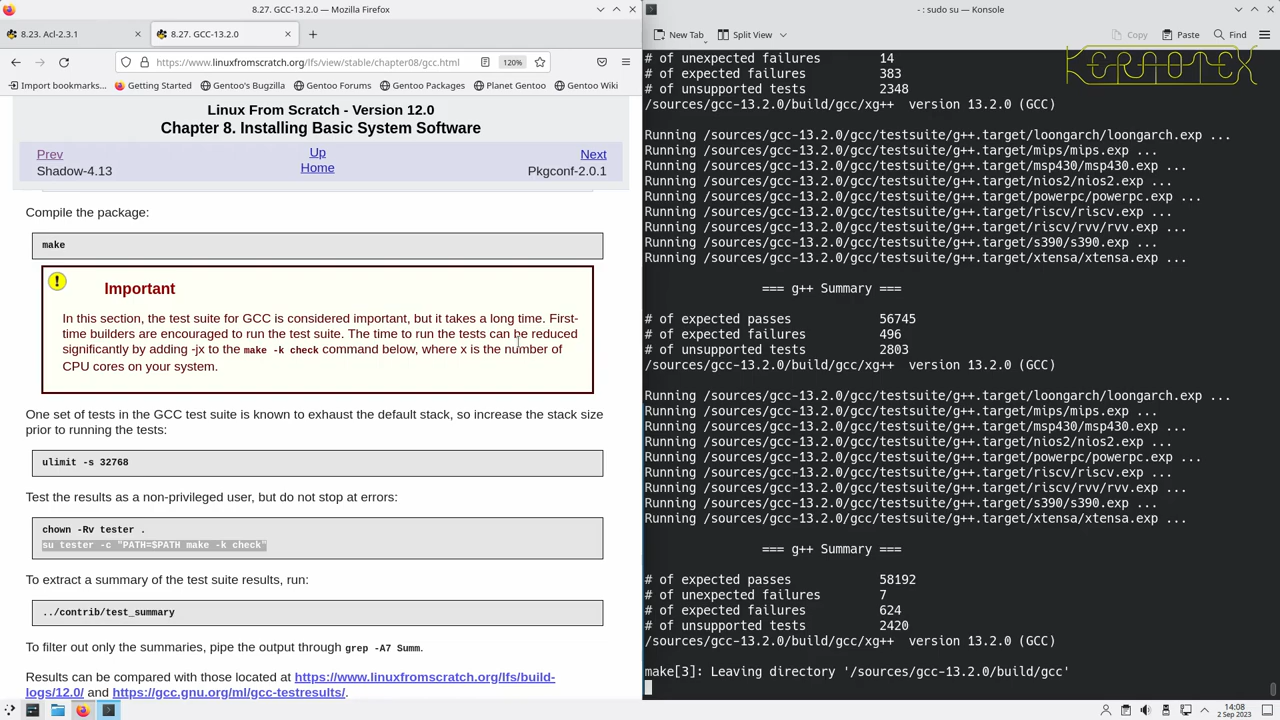 8.27. GCC-13.2.0 — Mozilla Firefox
8.23. Acl-2.3.1
8.27. GCC-13.2.0
https://www.linuxfromscratch.org/lfs/view/stable/chapter08/gcc.html
120%
Import bookmarks...
Getting Started
Gentoo's Bugzilla
Gentoo Forums
Gentoo Packages
Planet Gentoo
Gentoo Wiki
Linux From Scratch - Version 12.0
Chapter 8. Installing Basic System Software
Prev
Up
Next
Shadow-4.13
Home
Pkgconf-2.0.1
Compile the package:
make
Important
In this section, the test suite for GCC is considered important, but it takes a long time. First-
time builders are encouraged to run the test suite. The time to run the tests can be reduced
significantly by adding -jx to the make -k check command below, where x is the number of
CPU cores on your system.
One set of tests in the GCC test suite is known to exhaust the default stack, so increase the stack size
prior to running the tests:
ulimit -s 32768
Test the results as a non-privileged user, but do not stop at errors:
chown -Rv tester .
su tester -c "PATH=$PATH make -k check"
To extract a summary of the test suite results, run:
../contrib/test_summary
To filter out only the summaries, pipe the output through grep -A7 Summ.
Results can be compared with those located at https://www.linuxfromscratch.org/lfs/build-
logs/12.0/ and https://gcc.gnu.org/ml/gcc-testresults/.
- : sudo su — Konsole
New Tab
Split View
Copy
Paste
Find
KERNOTEX
# of unexpected failures 14
# of expected failures 383
# of unsupported tests 2348
/sources/gcc-13.2.0/build/gcc/xg++ version 13.2.0 (GCC)
Running /sources/gcc-13.2.0/gcc/testsuite/g++.target/loongarch/loongarch.exp ...
Running /sources/gcc-13.2.0/gcc/testsuite/g++.target/mips/mips.exp ...
Running /sources/gcc-13.2.0/gcc/testsuite/g++.target/msp430/msp430.exp ...
Running /sources/gcc-13.2.0/gcc/testsuite/g++.target/nios2/nios2.exp ...
Running /sources/gcc-13.2.0/gcc/testsuite/g++.target/powerpc/powerpc.exp ...
Running /sources/gcc-13.2.0/gcc/testsuite/g++.target/riscv/riscv.exp ...
Running /sources/gcc-13.2.0/gcc/testsuite/g++.target/riscv/rvv/rvv.exp ...
Running /sources/gcc-13.2.0/gcc/testsuite/g++.target/s390/s390.exp ...
Running /sources/gcc-13.2.0/gcc/testsuite/g++.target/xtensa/xtensa.exp ...
=== g++ Summary ===
# of expected passes 56745
# of expected failures 496
# of unsupported tests 2803
/sources/gcc-13.2.0/build/gcc/xg++ version 13.2.0 (GCC)
Running /sources/gcc-13.2.0/gcc/testsuite/g++.target/loongarch/loongarch.exp ...
Running /sources/gcc-13.2.0/gcc/testsuite/g++.target/mips/mips.exp ...
Running /sources/gcc-13.2.0/gcc/testsuite/g++.target/msp430/msp430.exp ...
Running /sources/gcc-13.2.0/gcc/testsuite/g++.target/nios2/nios2.exp ...
Running /sources/gcc-13.2.0/gcc/testsuite/g++.target/powerpc/powerpc.exp ...
Running /sources/gcc-13.2.0/gcc/testsuite/g++.target/riscv/riscv.exp ...
Running /sources/gcc-13.2.0/gcc/testsuite/g++.target/riscv/rvv/rvv.exp ...
Running /sources/gcc-13.2.0/gcc/testsuite/g++.target/s390/s390.exp ...
Running /sources/gcc-13.2.0/gcc/testsuite/g++.target/xtensa/xtensa.exp ...
=== g++ Summary ===
# of expected passes 58192
# of unexpected failures 7
# of expected failures 624
# of unsupported tests 2420
/sources/gcc-13.2.0/build/gcc/xg++ version 13.2.0 (GCC)
make[3]: Leaving directory '/sources/gcc-13.2.0/build/gcc'
14:08
2 Sep 2023